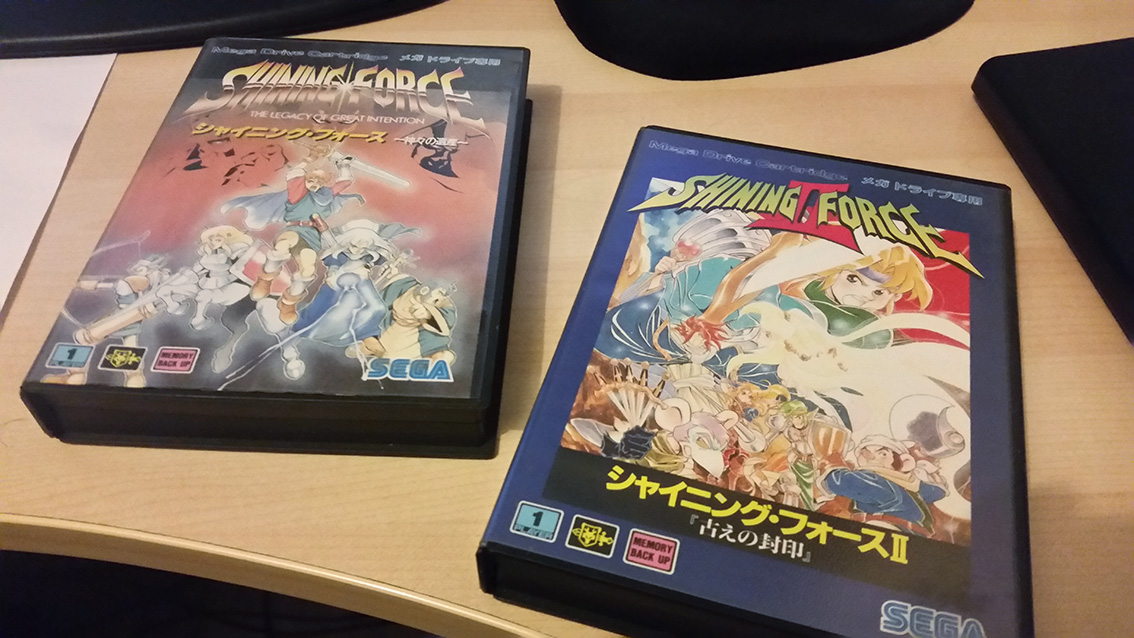 Mega Drive Cartridge メガドライブ専用
SHINING FORCE
THE LEGACY OF GREAT INTENTION
シャイニング・フォース ～神々の遺産～
1
PLAYER
MEMORY
BACK UP
SEGA
Mega Drive Cartridge メガドライブ専用
SHINING FORCE
II
シャイニング・フォースII
『古えの封印』
1
PLAYER
MEMORY
BACK UP
SEGA